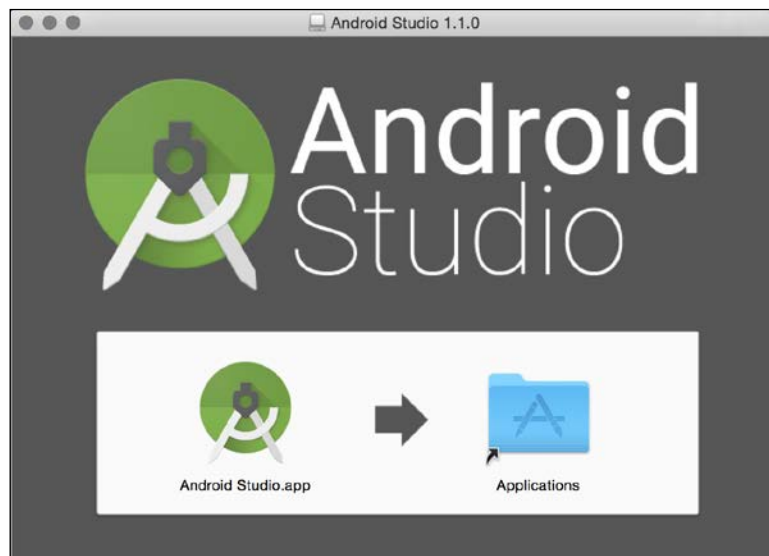 Android Studio 1.1.0
Android
Studio
Android Studio.app
Applications